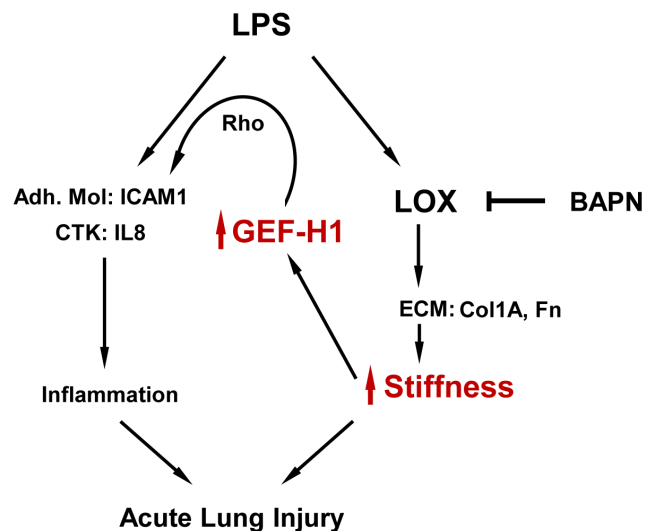 LPS
Rho
Adh. Mol: ICAM1
CTK: IL8
GEF-H1
LOX
BAPN
ECM: Col1A, Fn
Inflammation
Stiffness
Acute Lung Injury